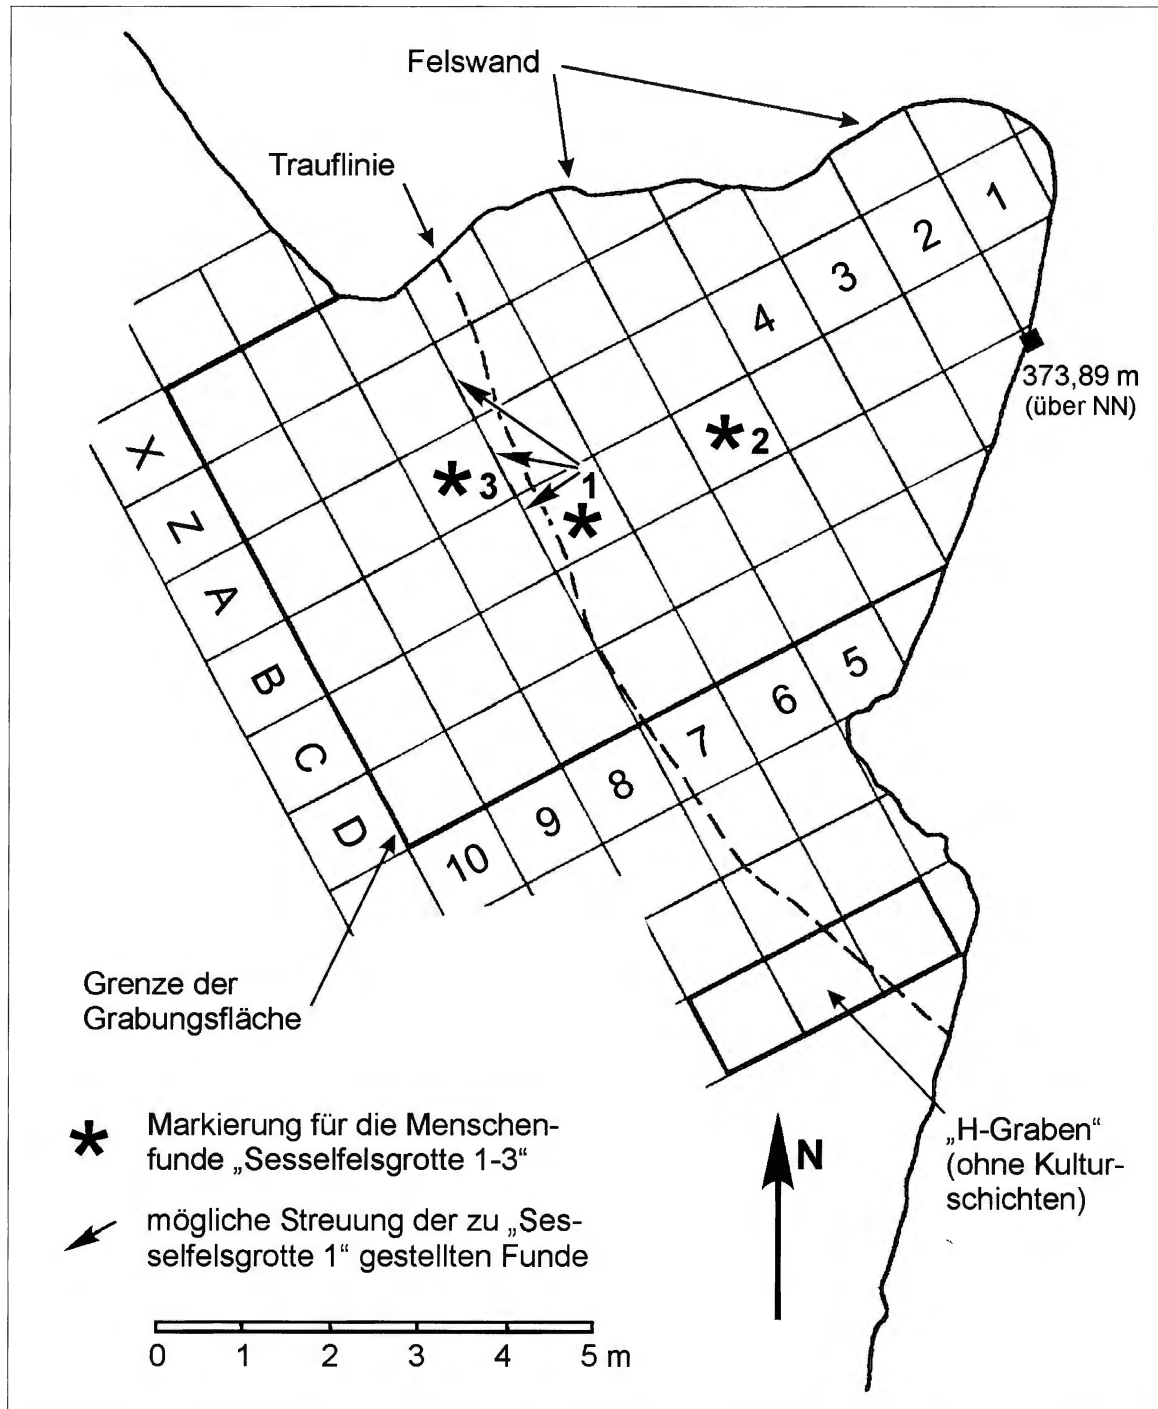 Felswand
Trauflinie
1
2
3
4
373,89 m
(über NN)
X
Z
A
B
C
D
3
1
2
5
6
7
8
9
10
Grenze der
Grabungsfläche
Markierung für die Menschen-
funde „Sesselfelsgrotte 1-3“
mögliche Streuung der zu „Ses-
selfelsgrotte 1“ gestellten Funde
N
„H-Graben“
(ohne Kultur-
schichten)
0 1 2 3 4 5 m